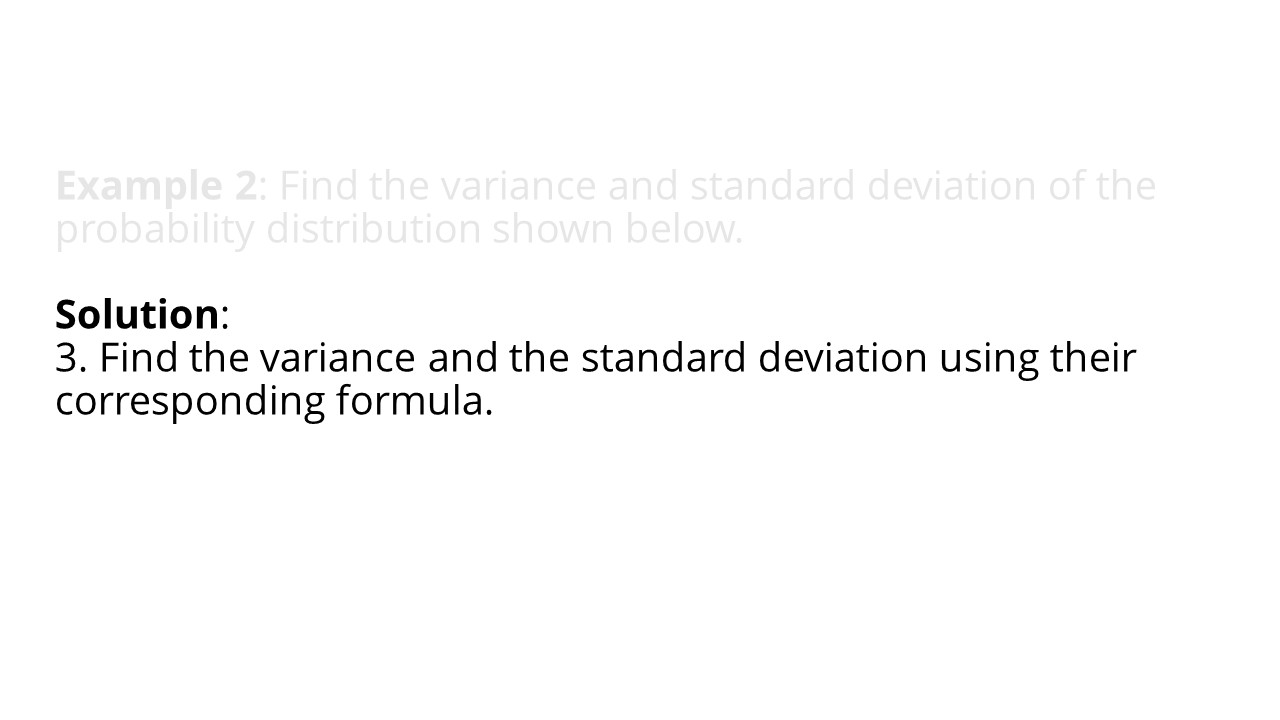 Example 2: Find the variance and standard deviation of the
probability distribution shown below.
Solution:
3. Find the variance and the standard deviation using their
corresponding formula.